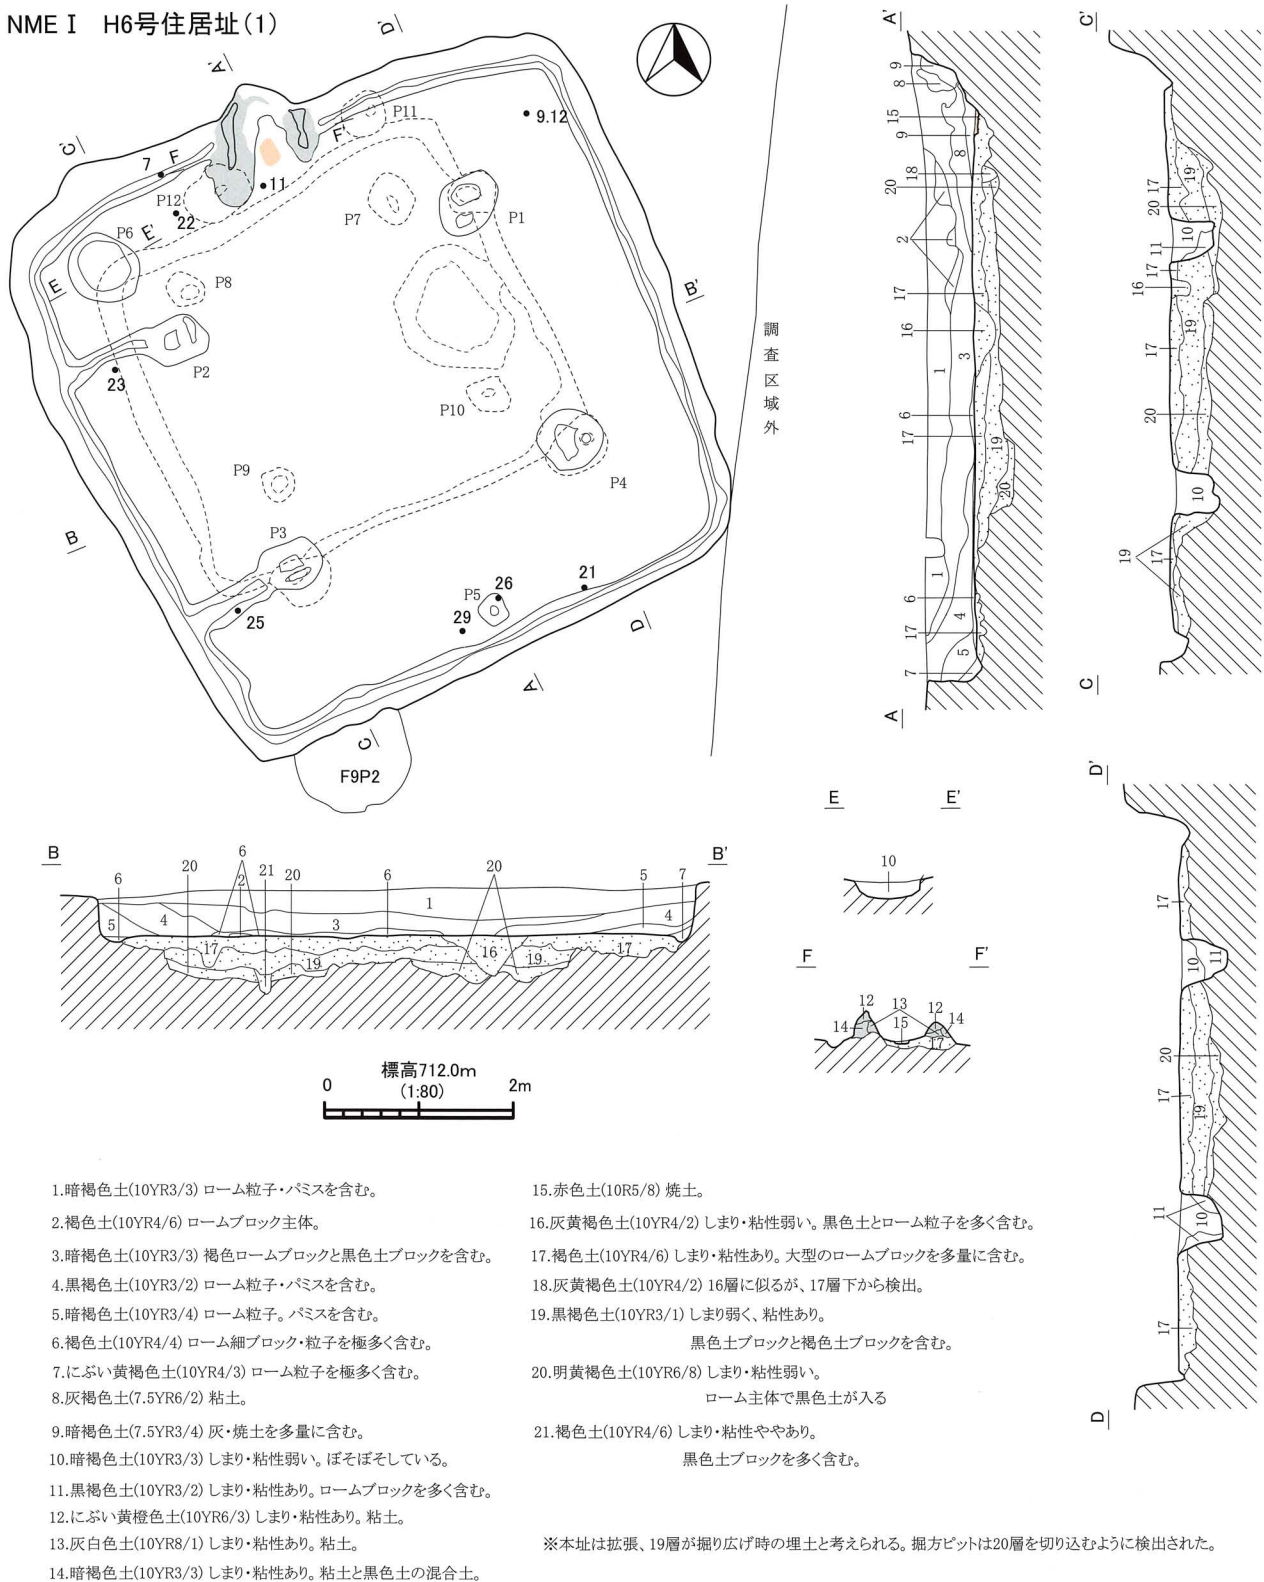 NME I H6号住居址(1)
A'
D'
C'
F
F'
7
P12
11
P11
9.12
P7
P1
22
E'
P6
E
P8
B'
P2
23
P10
P9
P4
B
P3
25
P5
26
21
29
D
A
C
F9P2
調査区域外
A'
9
8
15
9
8
18
20
2
17
16
1
3
6
17
19
20
1
6
4
17
5
7
A
C'
19
17
20
10
11
17
16
19
17
20
10
19
17
C
B
B'
6
20
6
2
21
20
6
20
5
7
1
5
4
3
4
17
19
16
19
17
E
E'
10
F
F'
12
13
12
14
15
14
17
D'
17
10
11
20
17
19
11
10
17
D
標高712.0m
(1:80)
0
2m
1.暗褐色土(10YR3/3) ローム粒子・パミスを含む。
2.褐色土(10YR4/6) ロームブロック主体。
3.暗褐色土(10YR3/3) 褐色ロームブロックと黒色土ブロックを含む。
4.黒褐色土(10YR3/2) ローム粒子・パミスを含む。
5.暗褐色土(10YR3/4) ローム粒子。パミスを含む。
6.褐色土(10YR4/4) ローム細ブロック・粒子を極多く含む。
7.にぶい黄褐色土(10YR4/3) ローム粒子を極多く含む。
8.灰褐色土(7.5YR6/2) 粘土。
9.暗褐色土(7.5YR3/4) 灰・焼土を多量に含む。
10.暗褐色土(10YR3/3) しまり・粘性弱い。ぼそぼそしている。
11.黒褐色土(10YR3/2) しまり・粘性あり。ロームブロックを多く含む。
12.にぶい黄橙色土(10YR6/3) しまり・粘性あり。粘土。
13.灰白色土(10YR8/1) しまり・粘性あり。粘土。
14.暗褐色土(10YR3/3) しまり・粘性あり。粘土と黒色土の混合土。
15.赤色土(10R5/8) 焼土。
16.灰黄褐色土(10YR4/2) しまり・粘性弱い。黒色土とローム粒子を多く含む。
17.褐色土(10YR4/6) しまり・粘性あり。大型のロームブロックを多量に含む。
18.灰黄褐色土(10YR4/2) 16層に似るが、17層下から検出。
19.黒褐色土(10YR3/1) しまり弱く、粘性あり。
黒色土ブロックと褐色土ブロックを含む。
20.明黄褐色土(10YR6/8) しまり・粘性弱い。
ローム主体で黒色土が入る
21.褐色土(10YR4/6) しまり・粘性ややあり。
黒色土ブロックを多く含む。
※本址は拡張、19層が掘り広げ時の埋土と考えられる。掘方ピットは20層を切り込むように検出された。